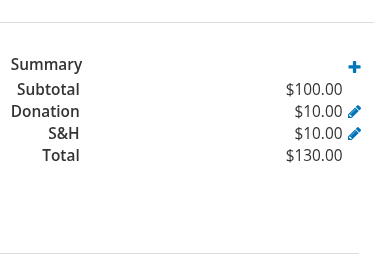 Summary
Subtotal $100.00
Donation $10.00
S&H $10.00
Total $130.00